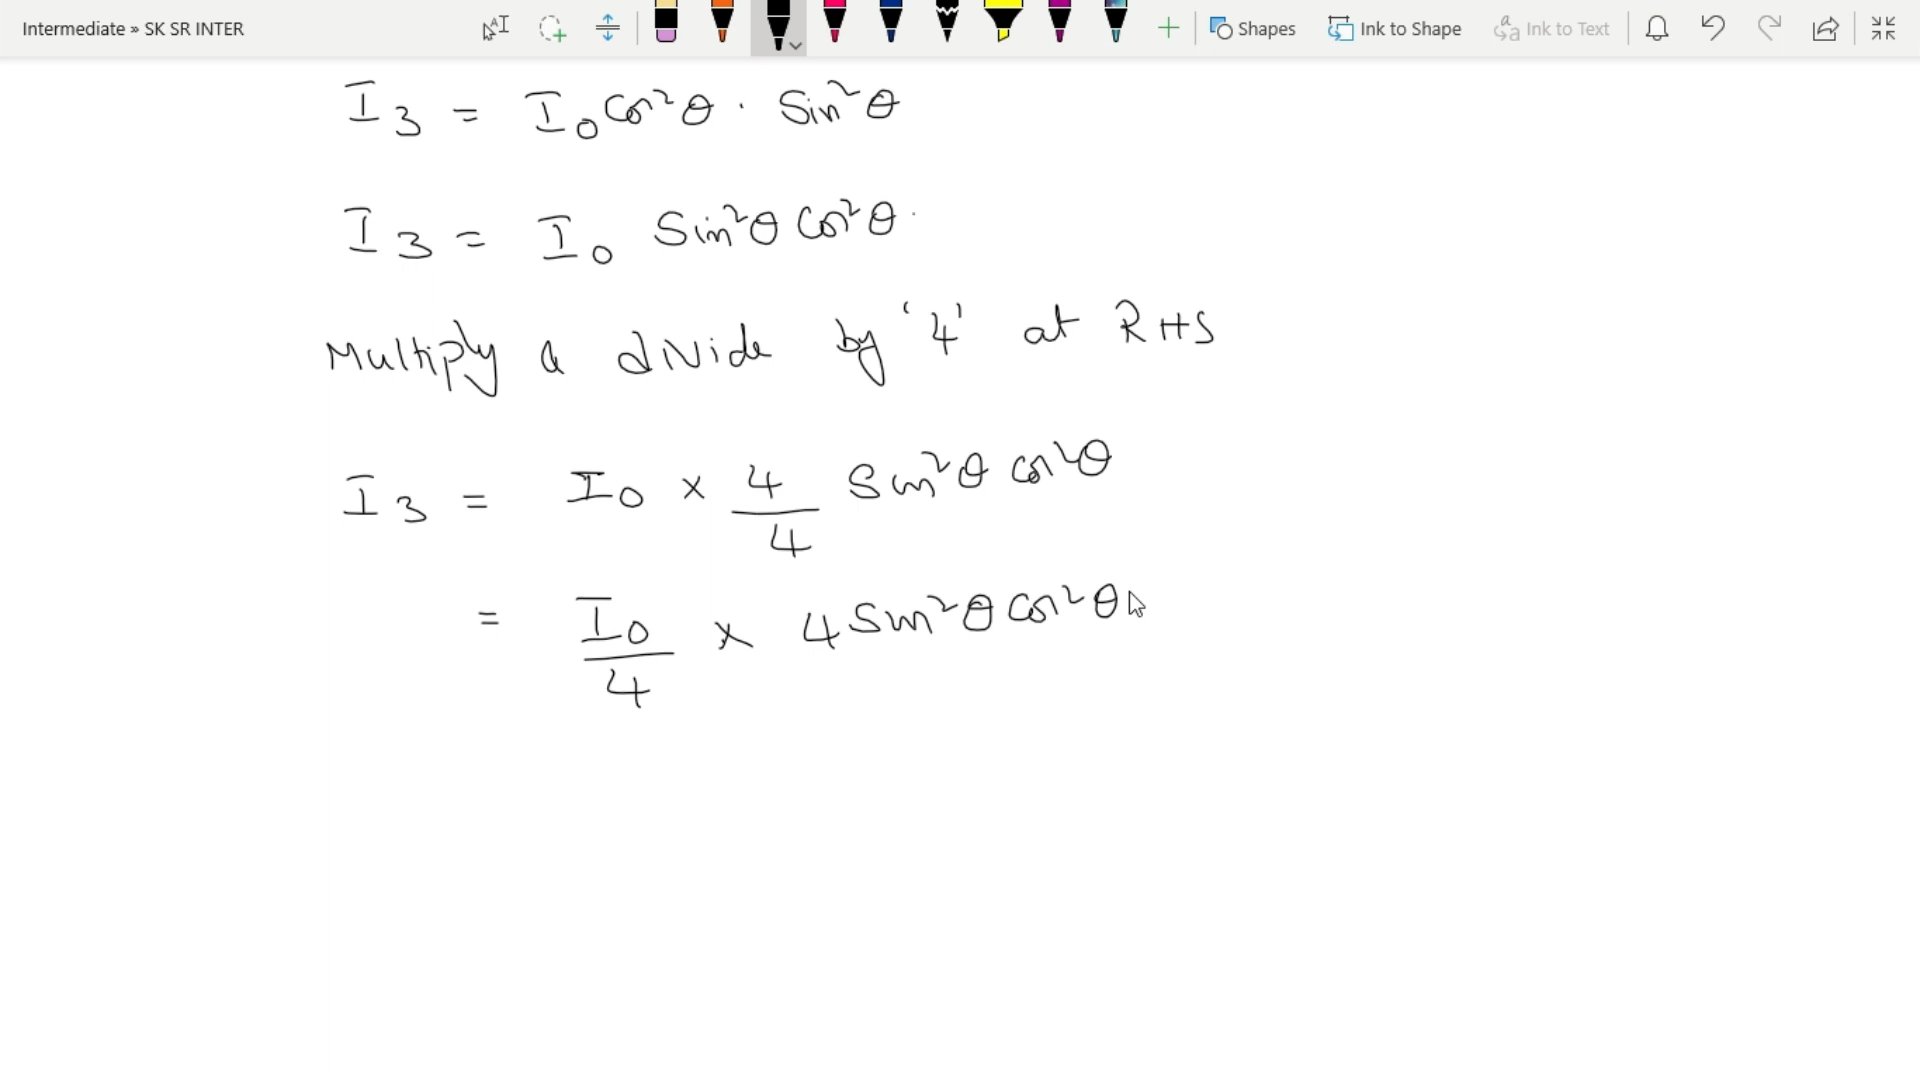 Intermediate » SK SR INTER
Shapes Ink to Shape Ink to Text
I₃ = I₀ Cos²θ · Sin²θ
I₃ = I₀ Sin²θ Cos²θ.
Multiply & divide by '4' at RHS
I₃ = I₀ × 4/4 Sin²θ cos²θ
= I₀/4 × 4 Sin²θ cos²θ